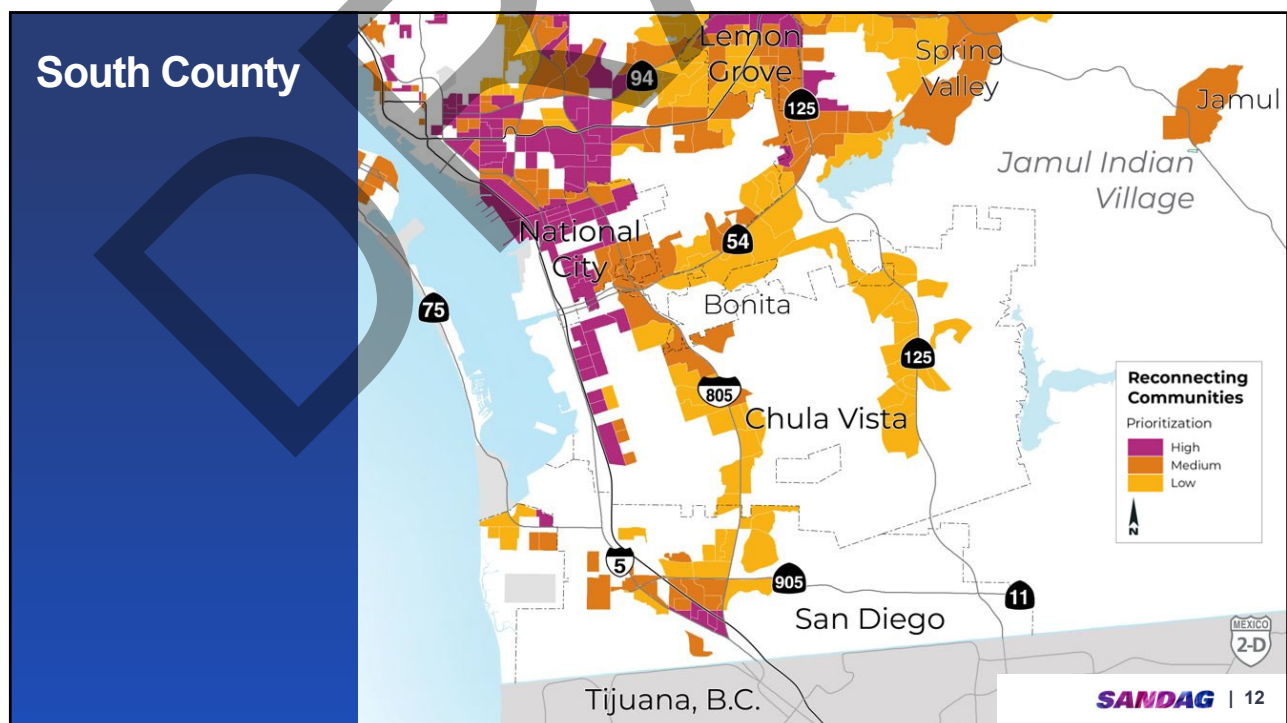 South County
Lemon
Grove
Spring
Valley
94
125
Jamul
Jamul Indian
Village
National
City
54
Bonita
75
125
805
Chula Vista
Reconnecting
Communities
Prioritization
High
Medium
Low
N
5
905
11
San Diego
MEXICO
2-D
Tijuana, B.C.
SANDAG | 12